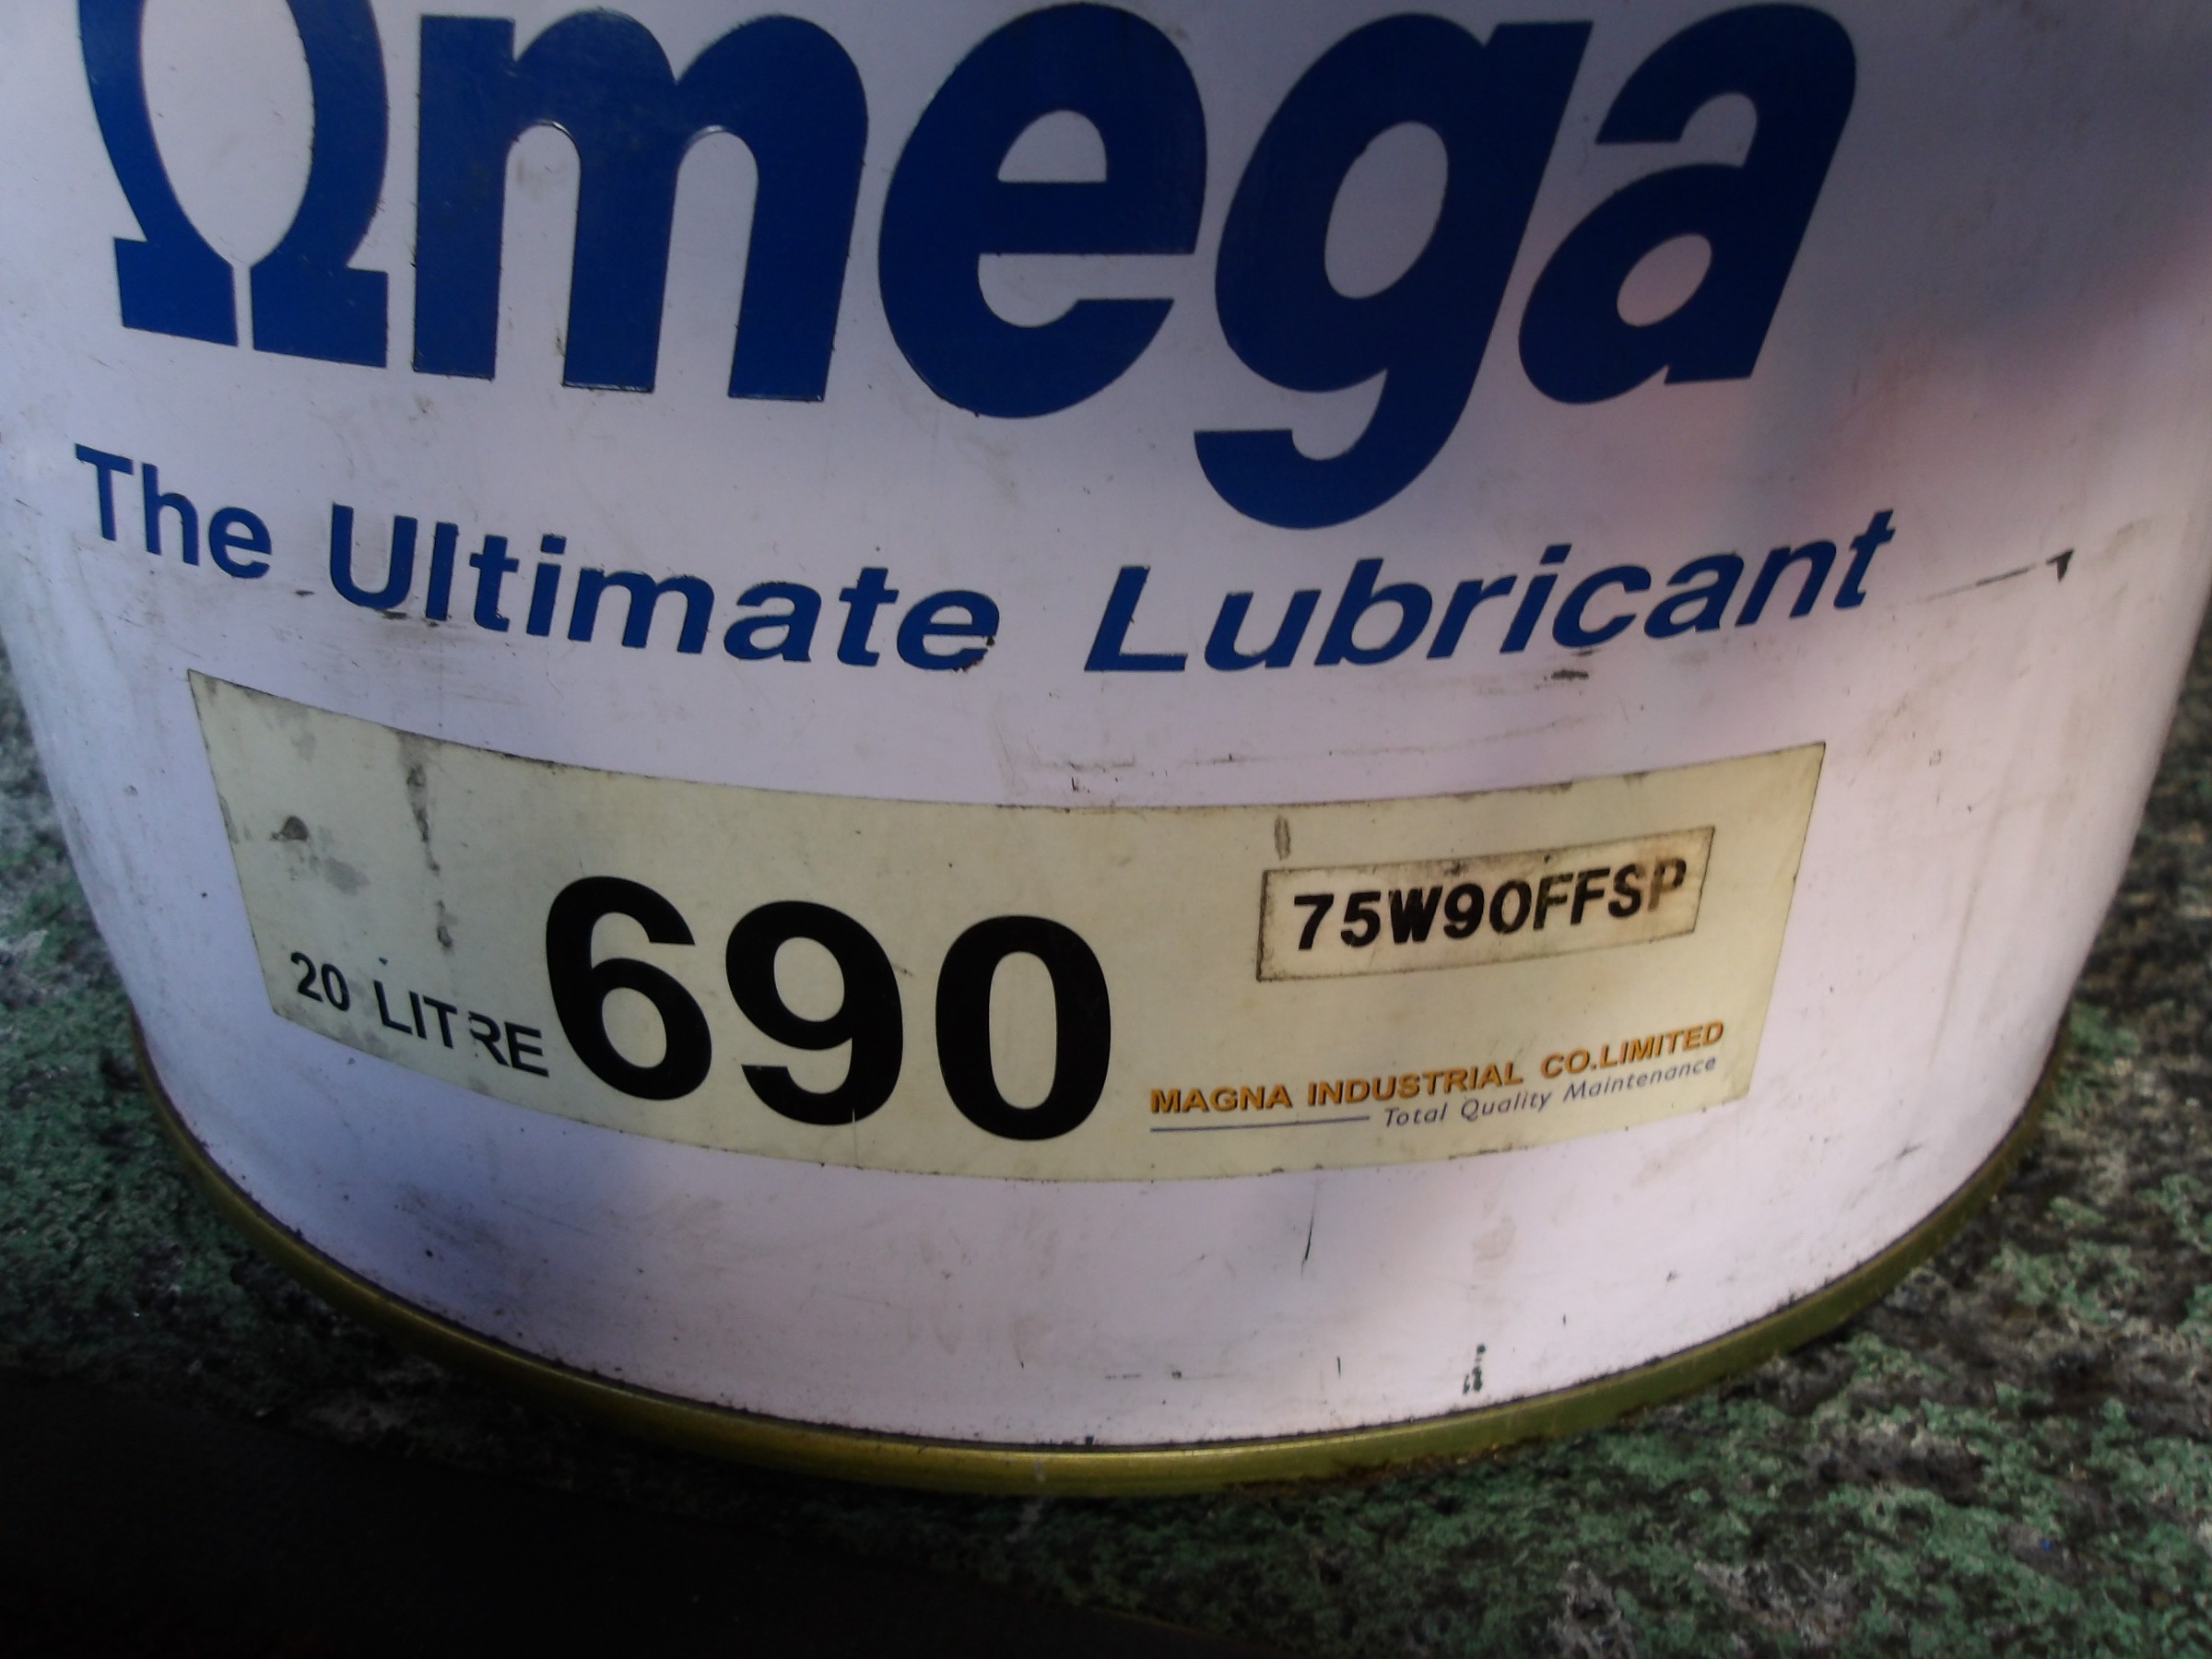 Ωmega
The Ultimate Lubricant
20 LITRE 690 75W90FFSP
MAGNA INDUSTRIAL CO.LIMITED
Total Quality Maintenance